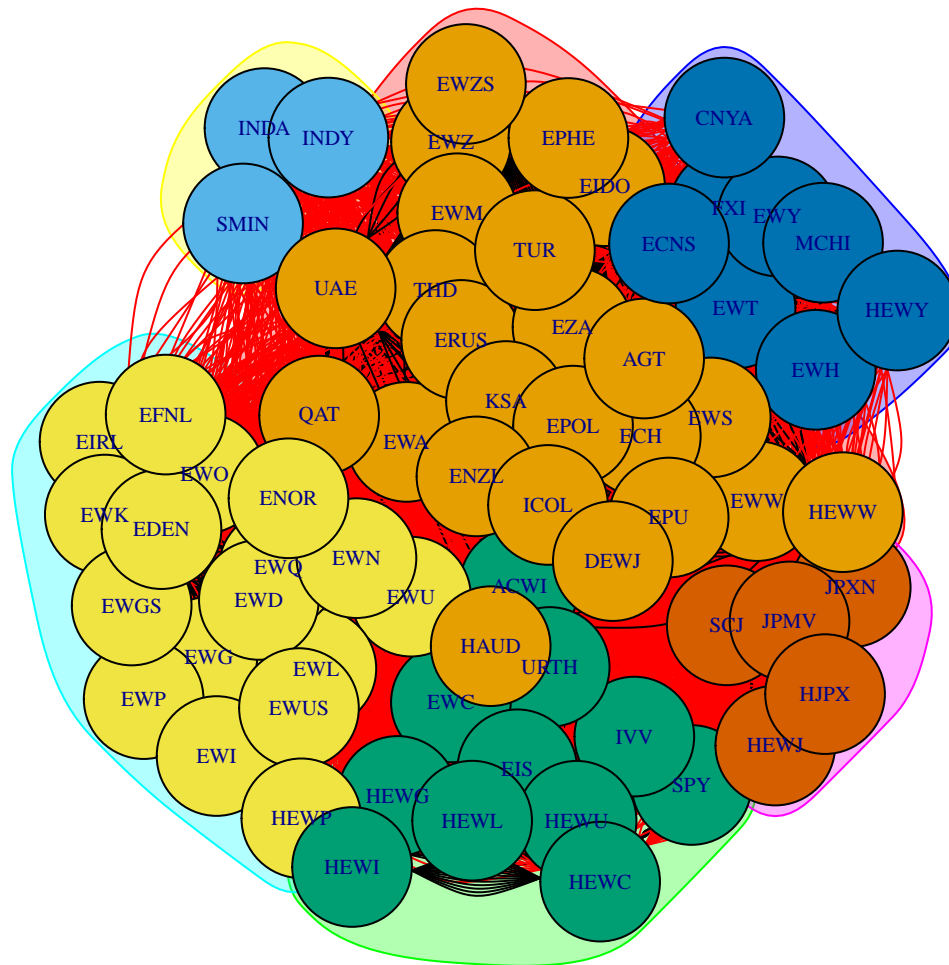 EWZS
CNYA
INDA
INDY
EWZ
EPHE
EIDO
FXI
EWY
EWM
SMIN
TUR
ECNS
MCHI
UAE
THD
EWT
HEWY
ERUS
EZA
AGT
EWH
KSA
EFNL
QAT
EIRL
EWA
EPOL
ECH
EWS
EWO
ENZL
ENOR
EWW
EWK
EDEN
ICOL
EPU
HEWW
EWQ
EWN
ACWI
DEWJ
JPXN
EWGS
EWD
EWU
SCJ
JPMV
EWG
EWL
HAUD
URTH
EWP
EWUS
EWC
HJPX
IVV
HEWJ
EWI
EIS
SPY
HEWG
HEWP
HEWL
HEWU
HEWI
HEWC